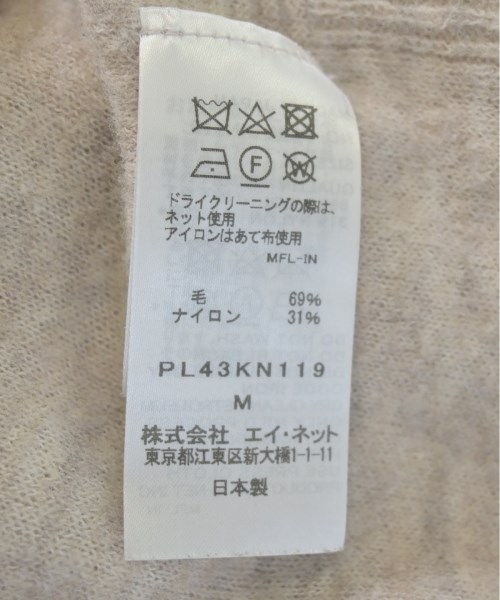 F W
ドライクリーニングの際は、
ネット使用
アイロンはあて布使用
MFL-IN
毛 69%
ナイロン 31%
PL43KN119
M
株式会社 エイ・ネット
東京都江東区新大橋1-1-11
日本製